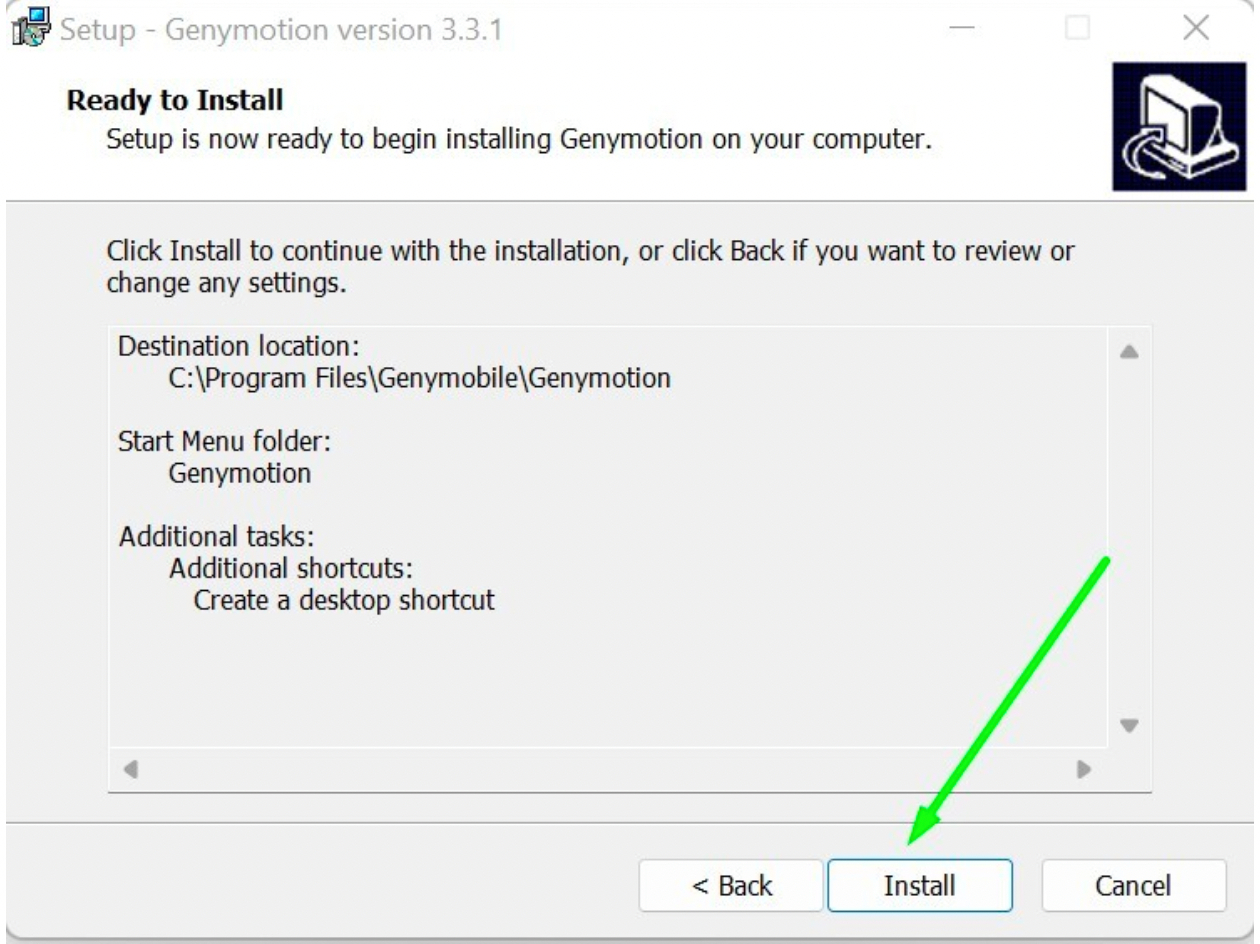 Setup - Genymotion version 3.3.1
Ready to Install
Setup is now ready to begin installing Genymotion on your computer.
Click Install to continue with the installation, or click Back if you want to review or
change any settings.
Destination location:
C:\Program Files\Genymobile\Genymotion
Start Menu folder:
Genymotion
Additional tasks:
Additional shortcuts:
Create a desktop shortcut
< Back
Install
Cancel